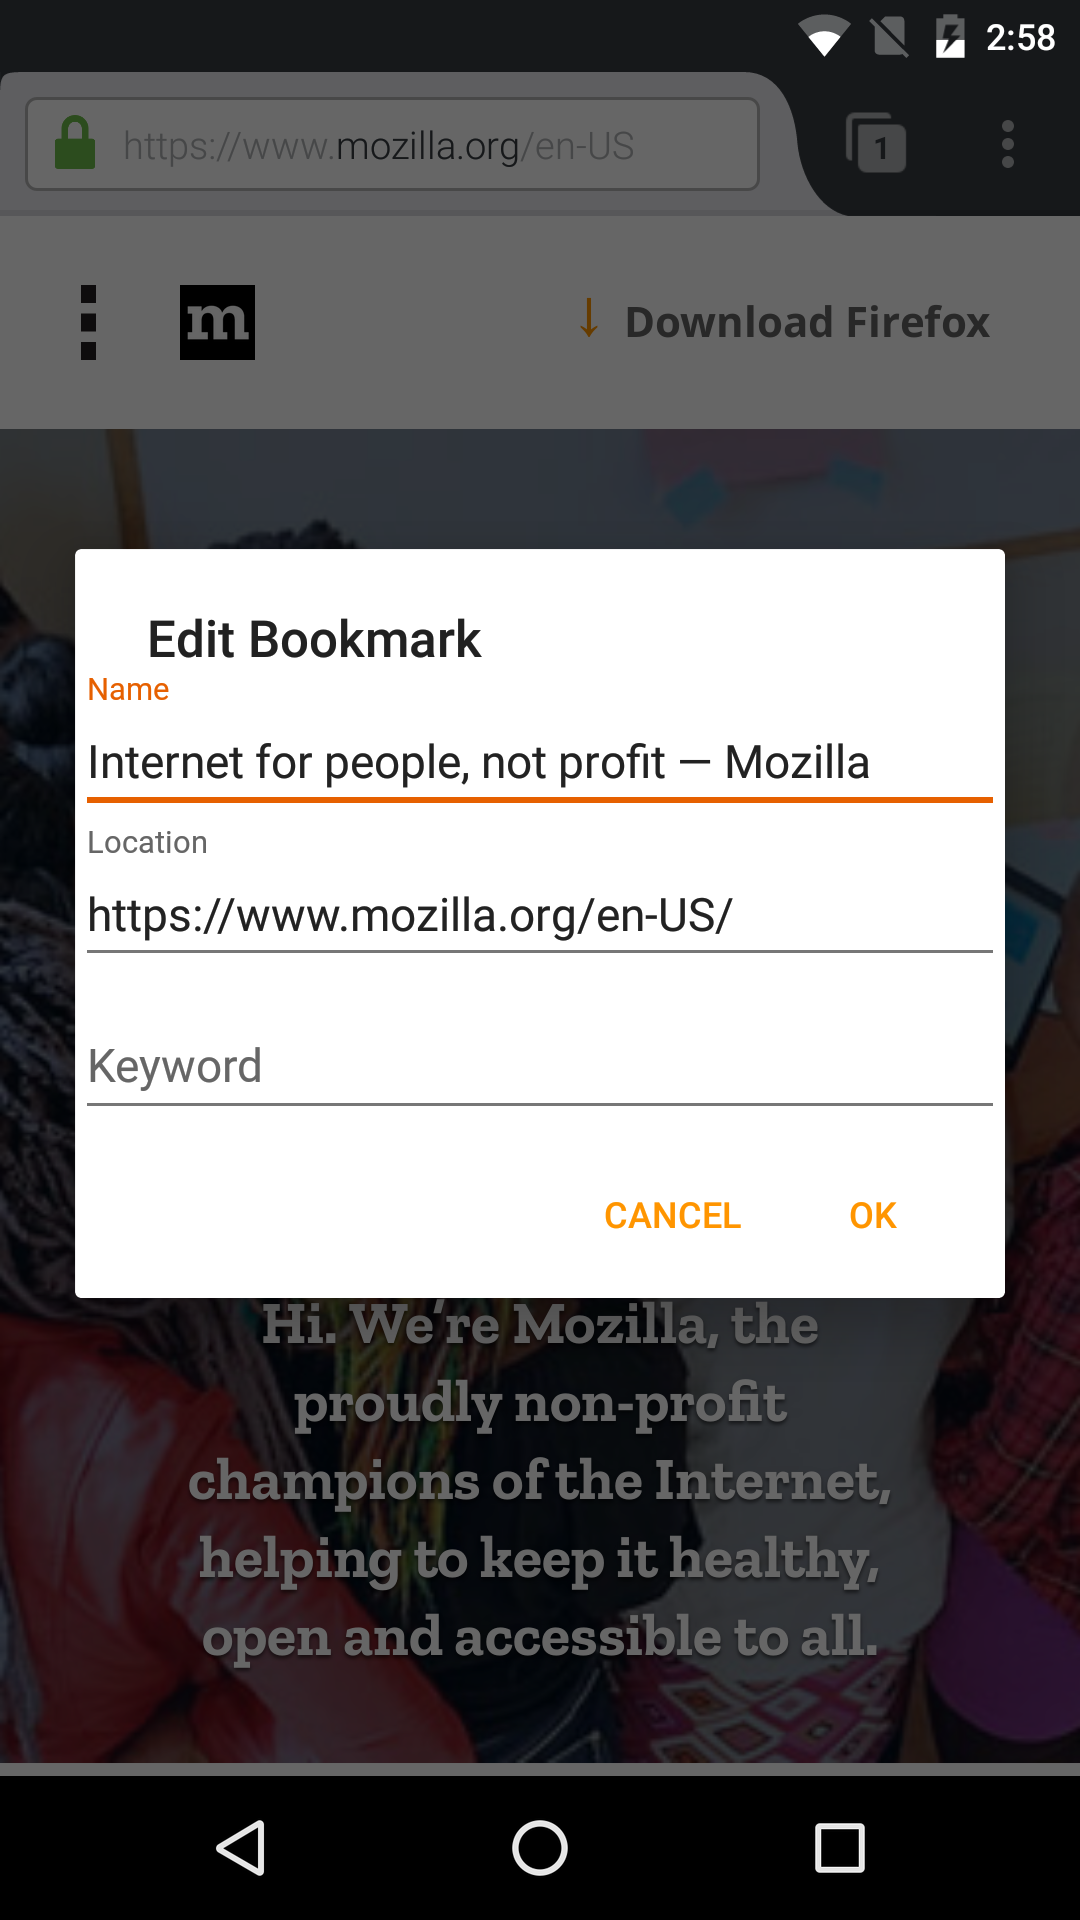 2:58
https://www.mozilla.org/en-US
1
m
↓ Download Firefox
Edit Bookmark
Name
Internet for people, not profit — Mozilla
Location
https://www.mozilla.org/en-US/
Keyword
CANCEL OK
Hi. We’re Mozilla, the
proudly non-profit
champions of the Internet,
helping to keep it healthy,
open and accessible to all.